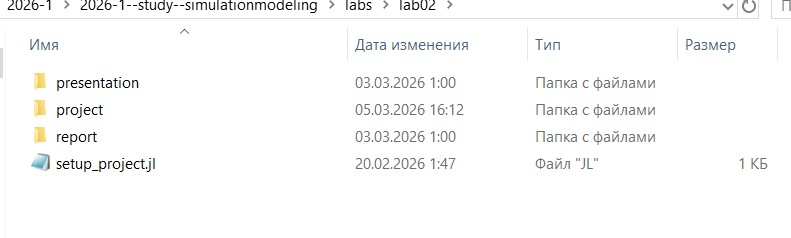 2026-1 > 2026-1--study--simulationmodeling > labs > lab02 >
Имя Дата изменения Тип Размер
presentation 03.03.2026 1:00 Папка с файлами
project 05.03.2026 16:12 Папка с файлами
report 03.03.2026 1:00 Папка с файлами
setup_project.jl 20.02.2026 1:47 Файл "JL" 1 КБ